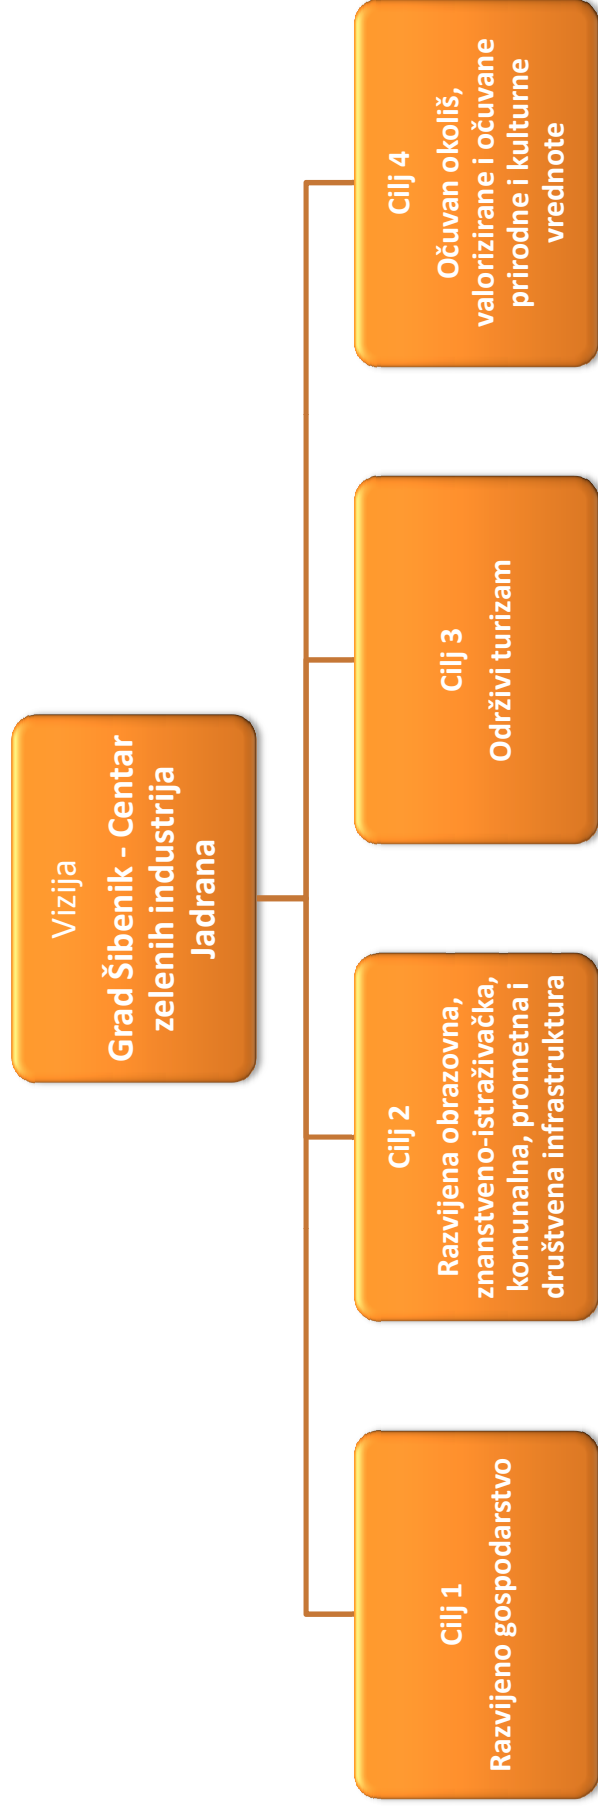 Vizija
Grad Šibenik - Centar
zelenih industrija
Jadrana
Cilj 1
Razvijeno gospodarstvo
Cilj 2
Razvijena obrazovna,
znanstveno-istraživačka,
komunalna, prometna i
društvena infrastruktura
Cilj 3
Održivi turizam
Cilj 4
Očuvan okoliš,
valorizirane i očuvane
prirodne i kulturne
vrednote